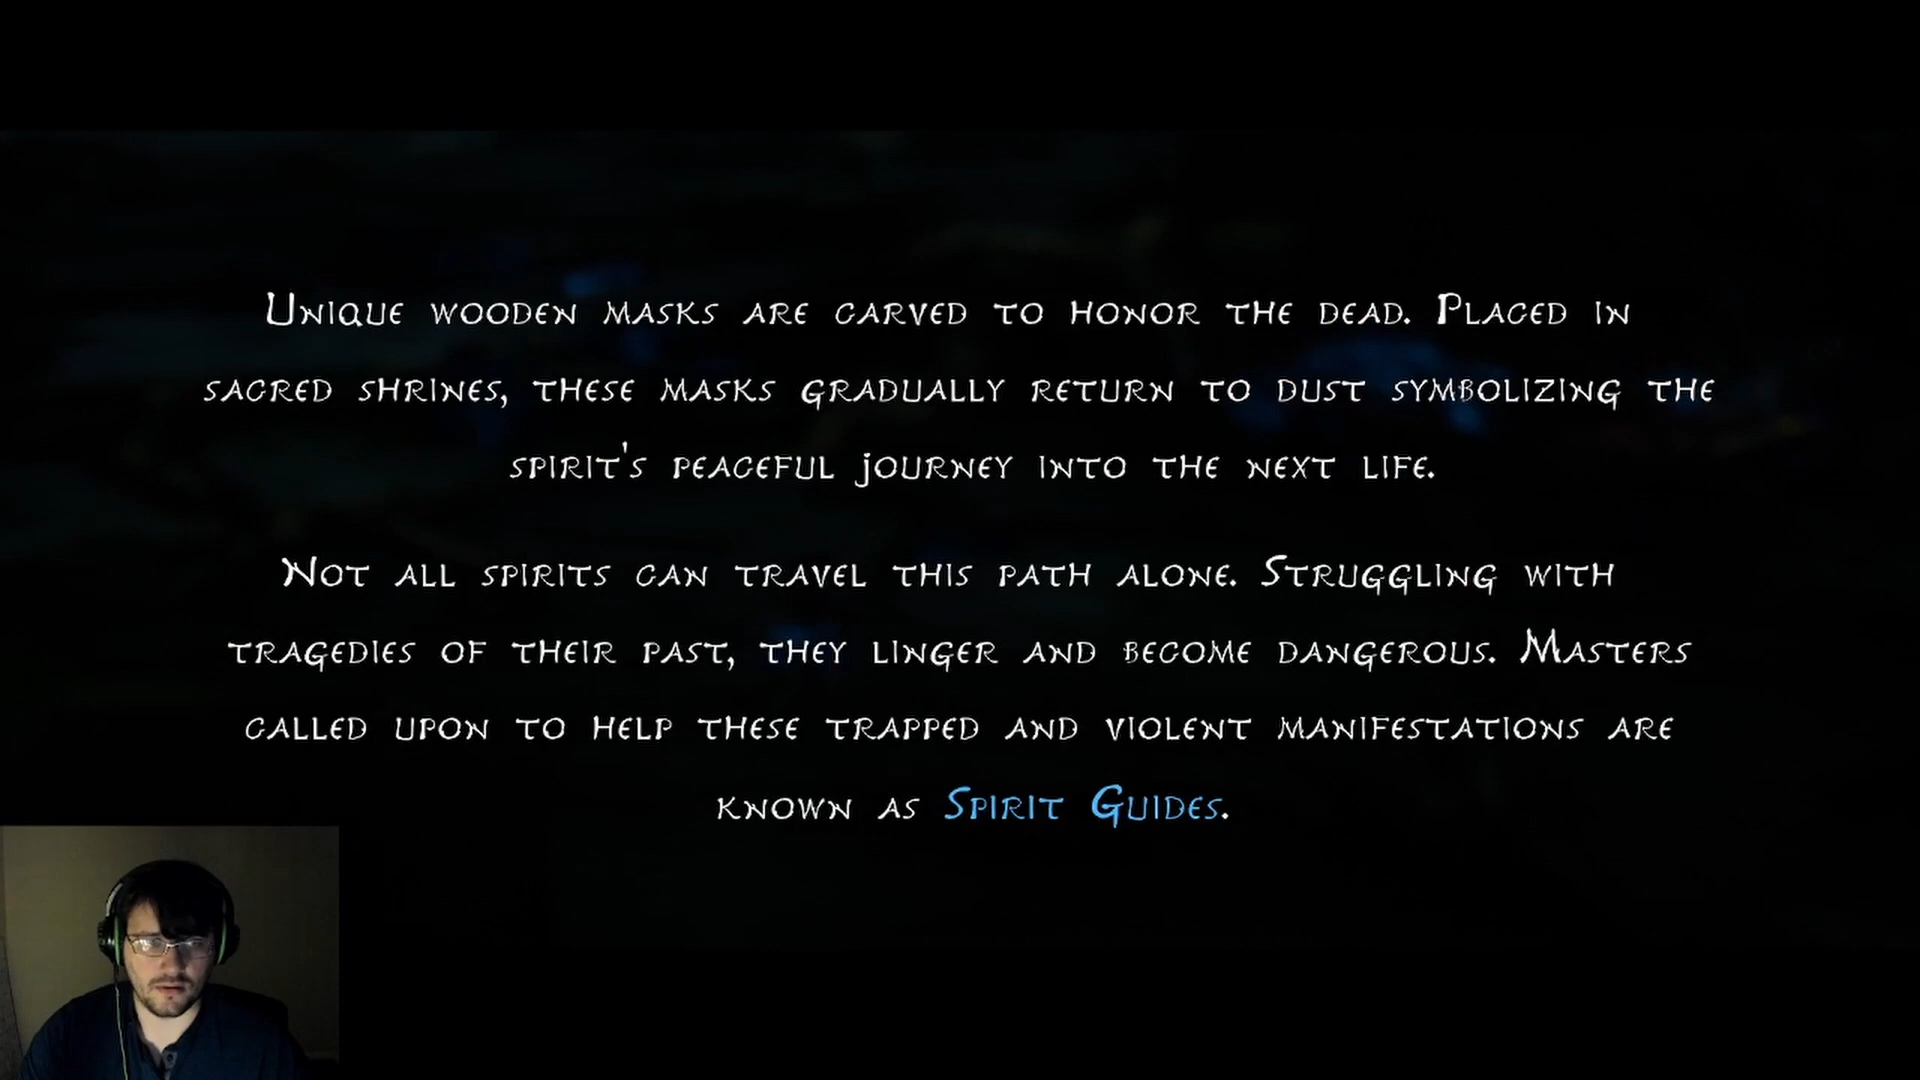 Unique wooden masks are carved to honor the dead. Placed in
sacred shrines, these masks gradually return to dust symbolizing the
spirit's peaceful journey into the next life.
Not all spirits can travel this path alone. Struggling with
tragedies of their past, they linger and become dangerous. Masters
called upon to help these trapped and violent manifestations are
known as Spirit Guides.